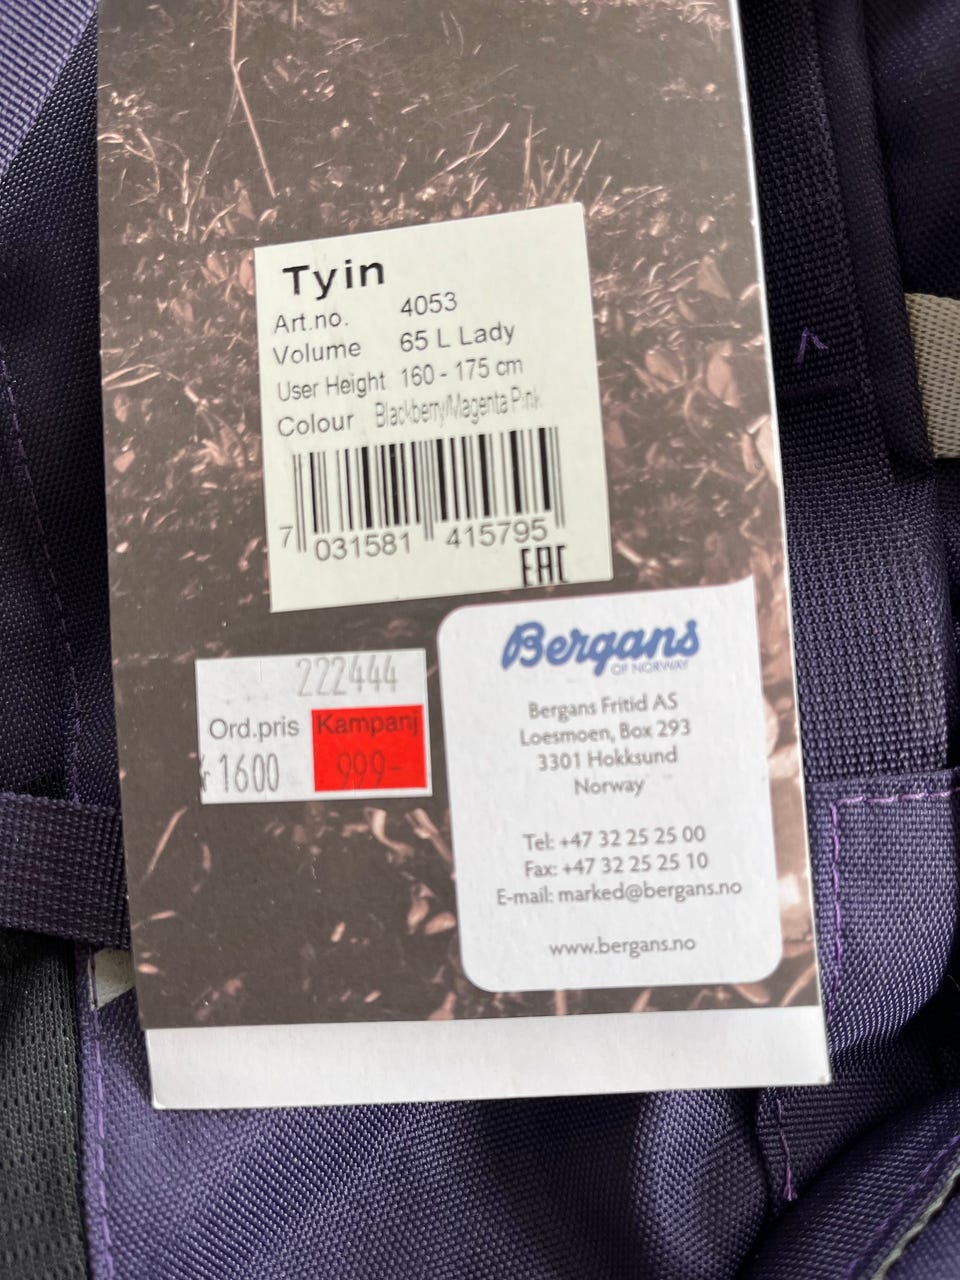 Tyin
Art.no. 4053
Volume 65 L Lady
User Height 160 - 175 cm
Colour Blackberry/Magenta Pink
7 031581 415795
EAC
222444
Ord.pris Kampanj
1600 999-
Bergans
OF NORWAY
Bergans Fritid AS
Loesmoen, Box 293
3301 Hokksund
Norway
Tel: +47 32 25 25 00
Fax: +47 32 25 25 10
E-mail: marked@bergans.no
www.bergans.no